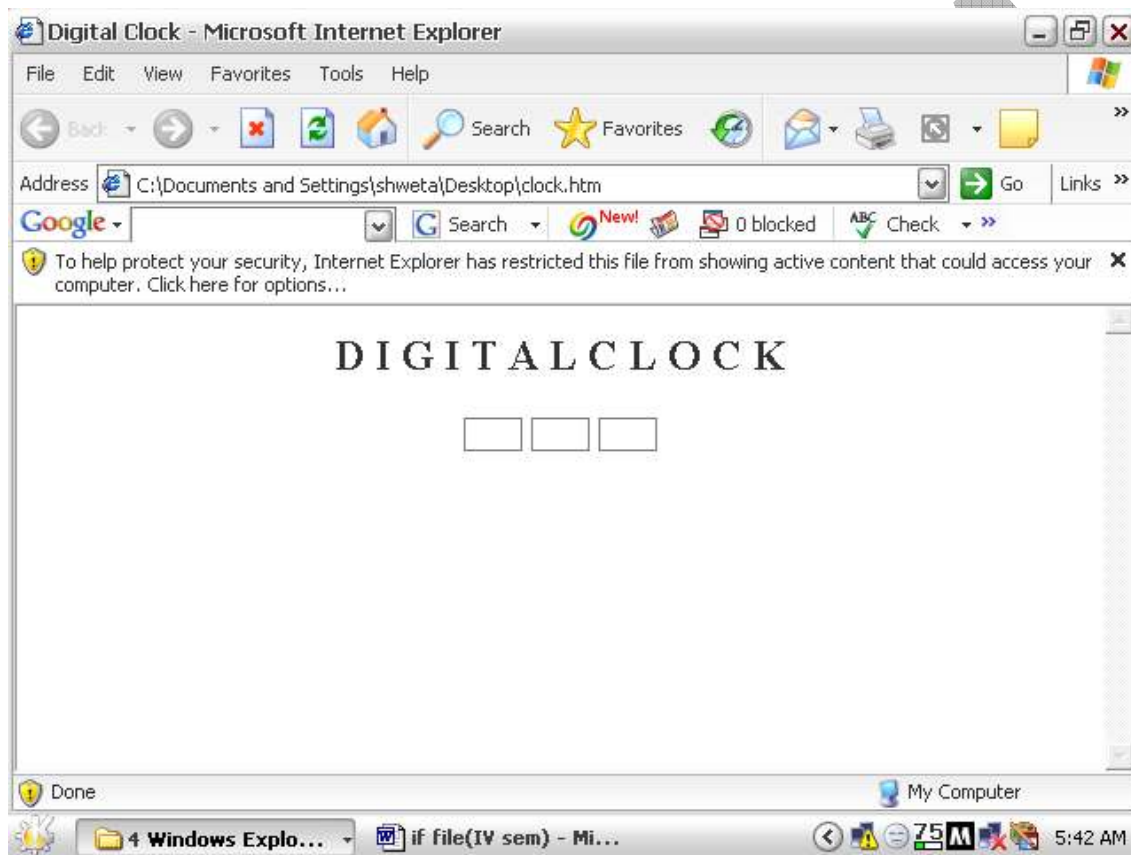 Digital Clock - Microsoft Internet Explorer
File Edit View Favorites Tools Help
Back Search Favorites »
Address C:\Documents and Settings\shweta\Desktop\clock.htm Go Links »
Google G Search New! 0 blocked ABC Check »
To help protect your security, Internet Explorer has restricted this file from showing active content that could access your
computer. Click here for options...
D I G I T A L C L O C K
Done My Computer
4 Windows Explo... if file(IV sem) - Mi... 75 M 5:42 AM